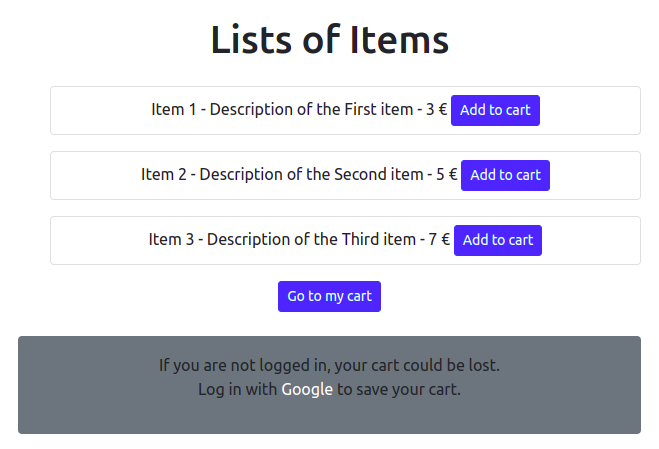 Lists of Items
Item 1 - Description of the First item - 3 € Add to cart
Item 2 - Description of the Second item - 5 € Add to cart
Item 3 - Description of the Third item - 7 € Add to cart
Go to my cart
If you are not logged in, your cart could be lost.
Log in with Google to save your cart.